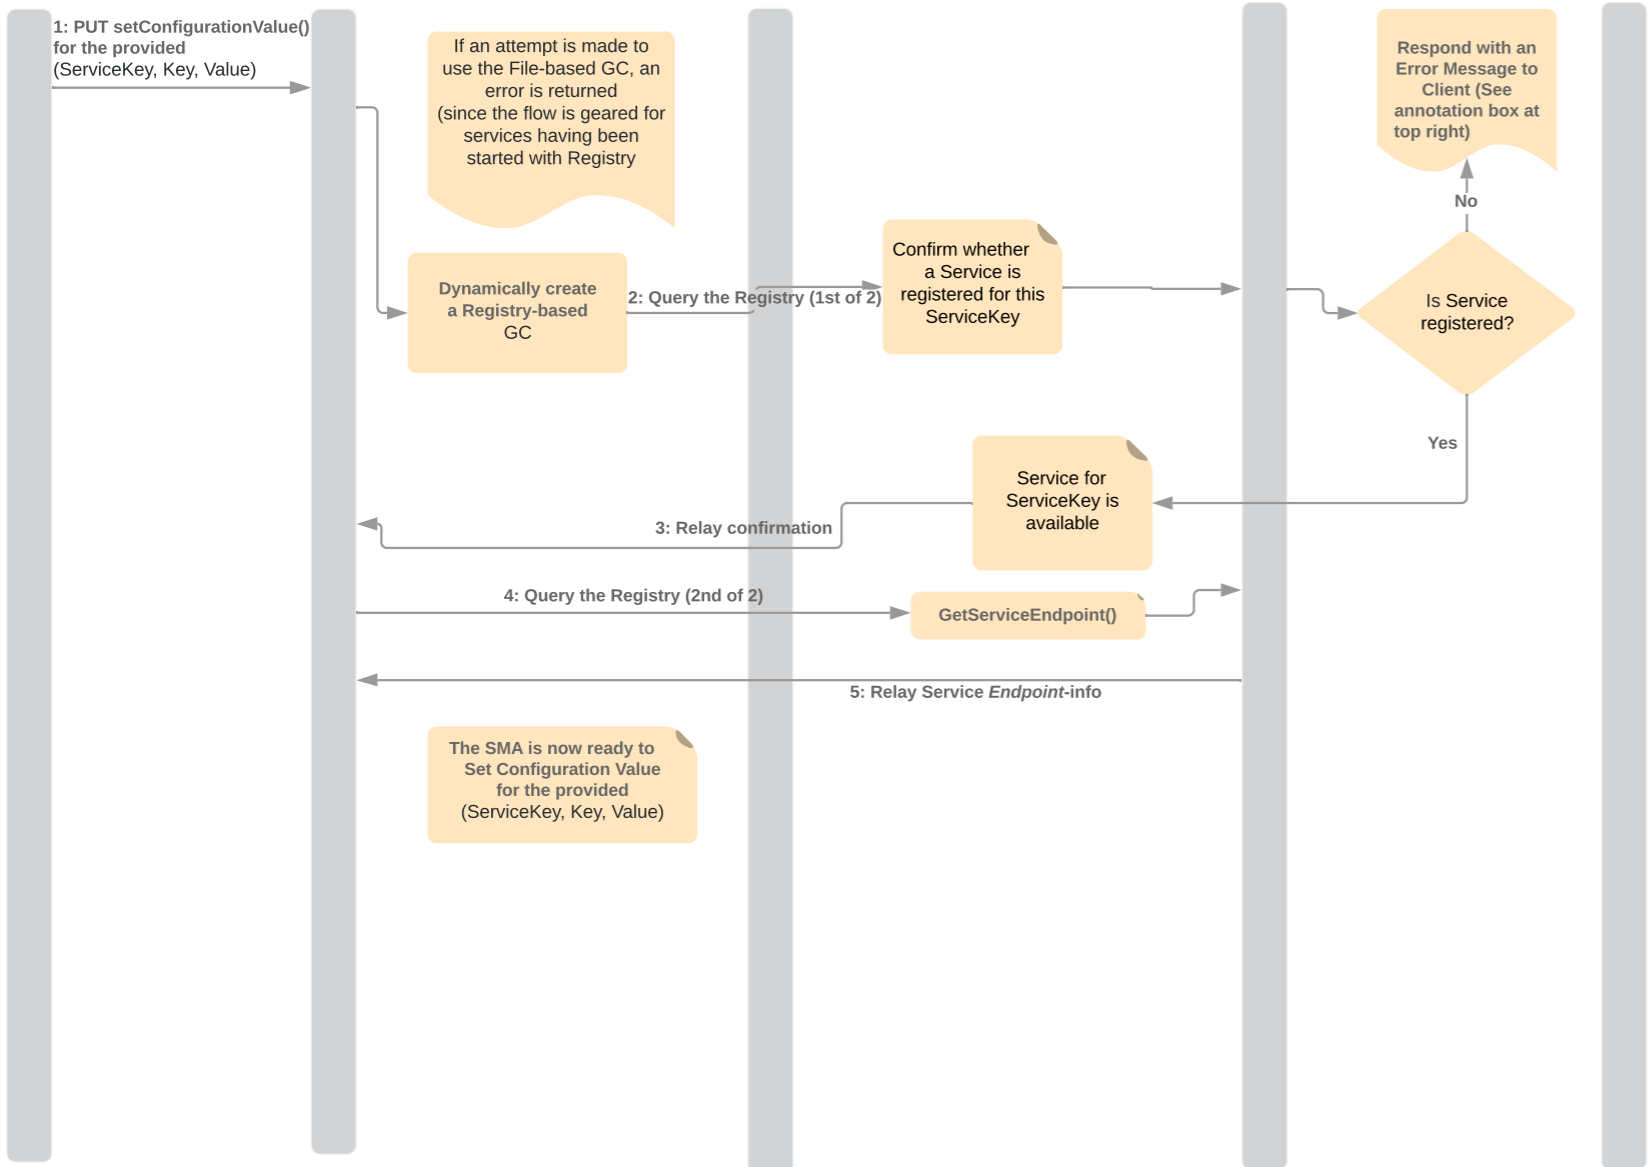 1: PUT setConfigurationValue()
for the provided
(ServiceKey, Key, Value)
If an attempt is made to
use the File-based GC, an
error is returned
(since the flow is geared for
services having been
started with Registry
Respond with an
Error Message to
Client (See
annotation box at
top right)
No
Dynamically create
a Registry-based
GC
2: Query the Registry (1st of 2)
Confirm whether
a Service is
registered for this
ServiceKey
Is Service
registered?
Yes
Service for
ServiceKey is
available
3: Relay confirmation
4: Query the Registry (2nd of 2)
GetServiceEndpoint()
5: Relay Service Endpoint-info
The SMA is now ready to
Set Configuration Value
for the provided
(ServiceKey, Key, Value)